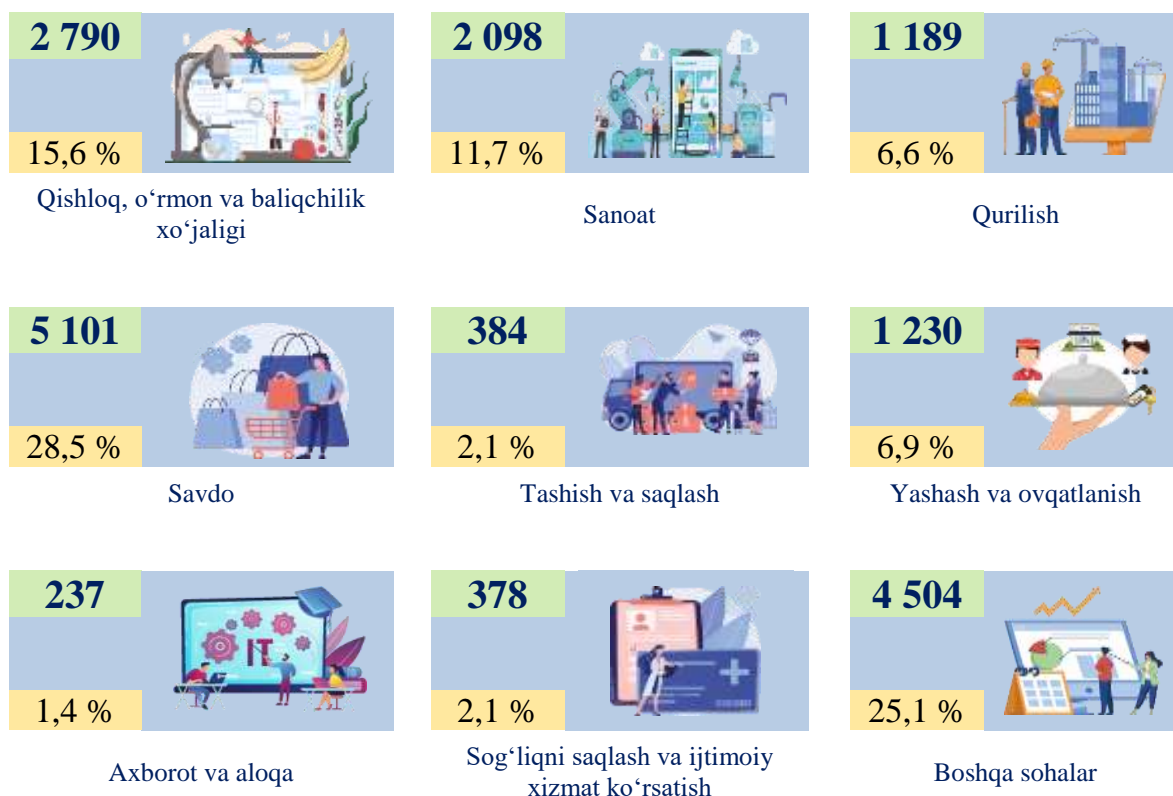 2 790
15,6 %
Qishloq, o‘rmon va baliqchilik
xo‘jaligi
2 098
11,7 %
Sanoat
1 189
6,6 %
Qurilish
5 101
28,5 %
Savdo
384
2,1 %
Tashish va saqlash
1 230
6,9 %
Yashash va ovqatlanish
237
IT
1,4 %
Axborot va aloqa
378
2,1 %
Sog‘liqni saqlash va ijtimoiy
xizmat ko‘rsatish
4 504
25,1 %
Boshqa sohalar